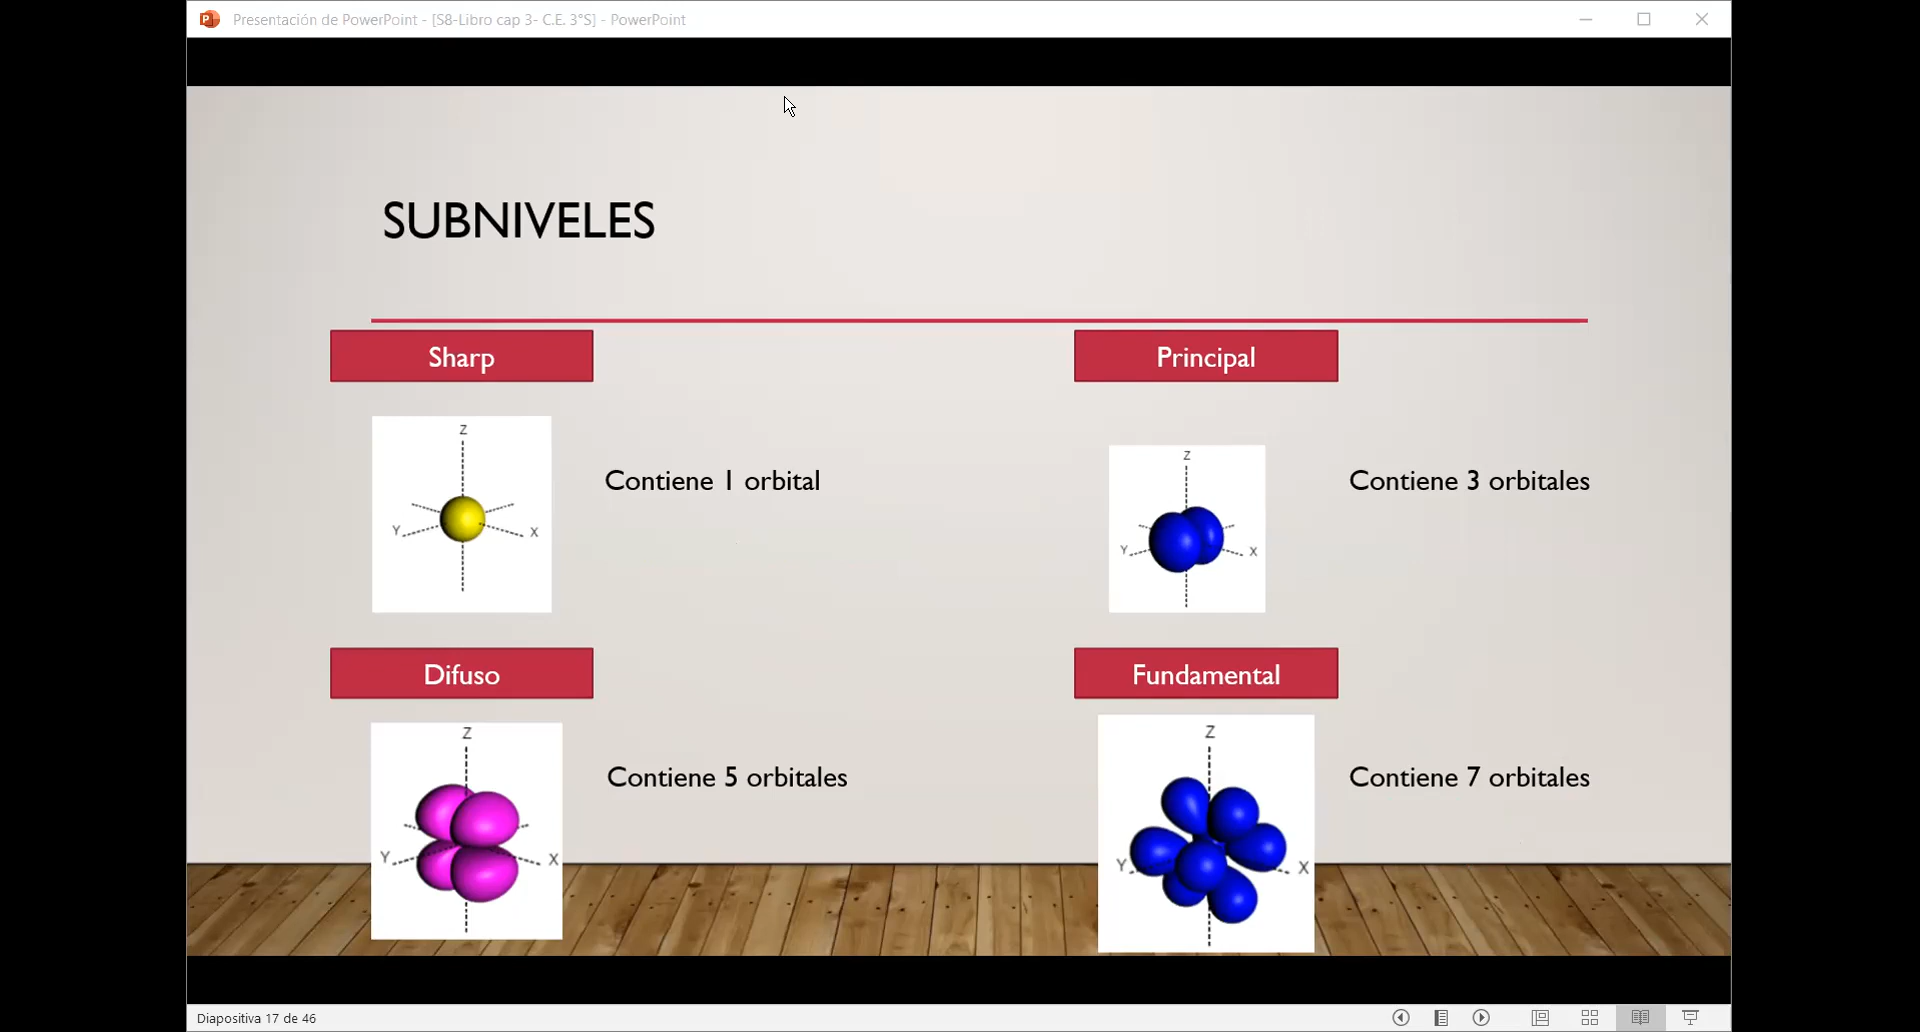 Presentación de PowerPoint - [S8-Libro cap 3- C.E. 3°S] - PowerPoint
SUBNIVELES
Sharp
Principal
Z
Y
X
Contiene 1 orbital
Z
Y
X
Contiene 3 orbitales
Difuso
Fundamental
Z
Y
X
Contiene 5 orbitales
Z
Y
X
Contiene 7 orbitales
Diapositiva 17 de 46